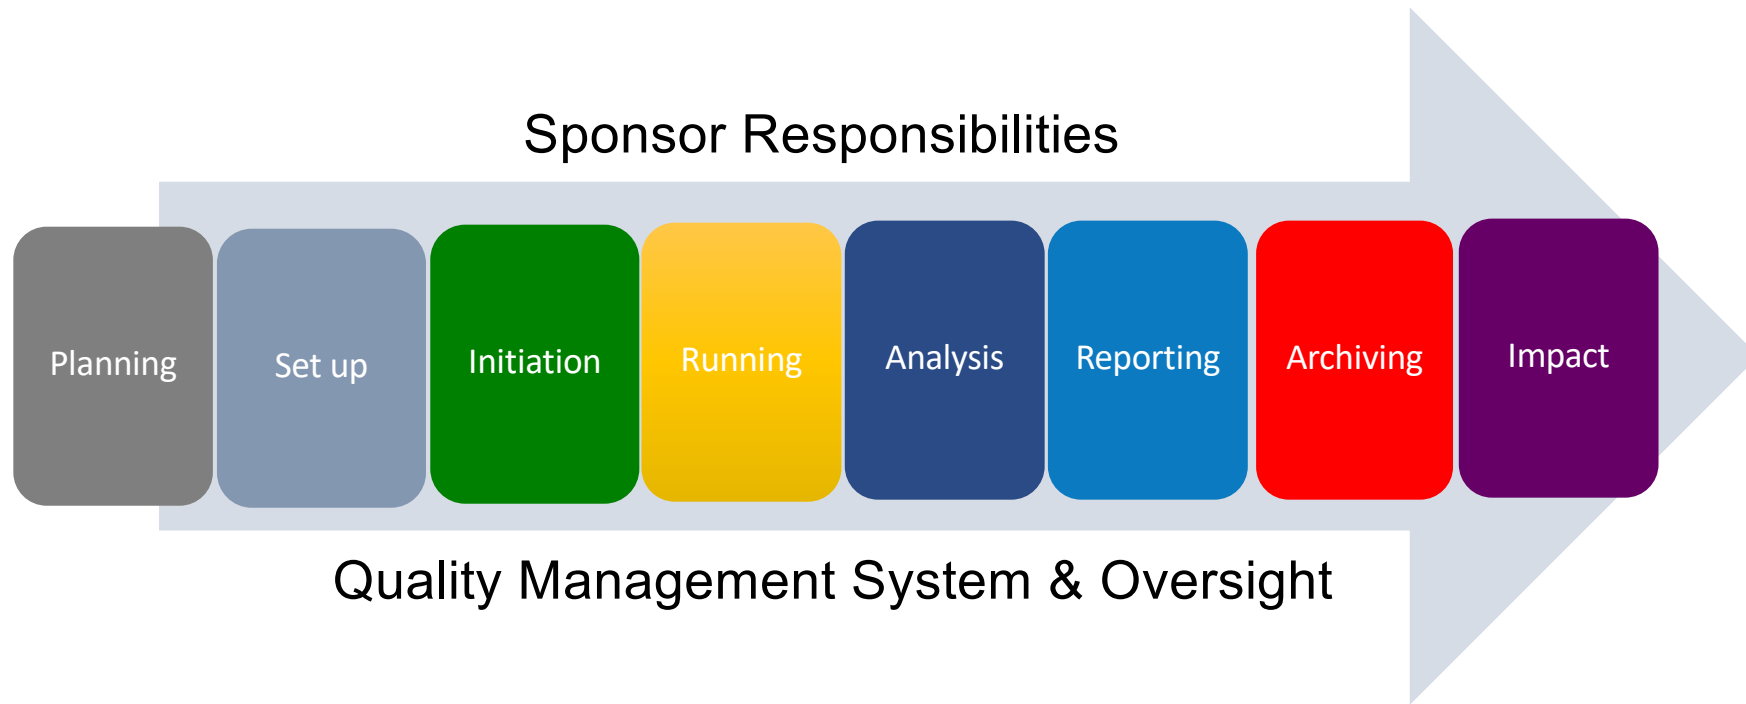 Sponsor Responsibilities
Planning
Set up
Initiation
Running
Analysis
Reporting
Archiving
Impact
Quality Management System & Oversight